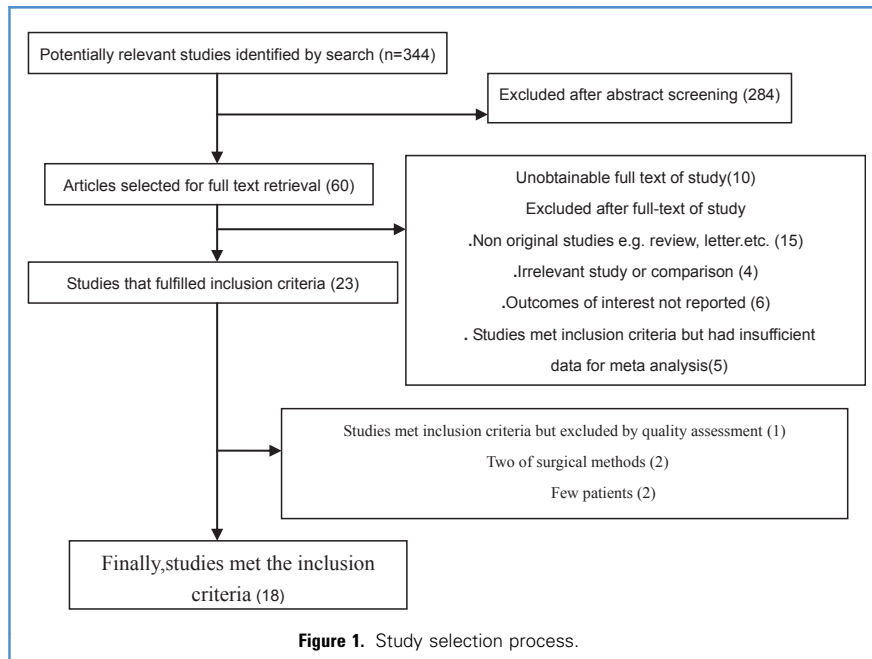 Potentially relevant studies identified by search (n=344)
Excluded after abstract screening (284)
Articles selected for full text retrieval (60)
Unobtainable full text of study(10)
Excluded after full-text of study
.Non original studies e.g. review, letter.etc. (15)
.Irrelevant study or comparison (4)
.Outcomes of interest not reported (6)
. Studies met inclusion criteria but had insufficient
data for meta analysis(5)
Studies that fulfilled inclusion criteria (23)
Studies met inclusion criteria but excluded by quality assessment (1)
Two of surgical methods (2)
Few patients (2)
Finally,studies met the inclusion
criteria (18)
Figure 1. Study selection process.